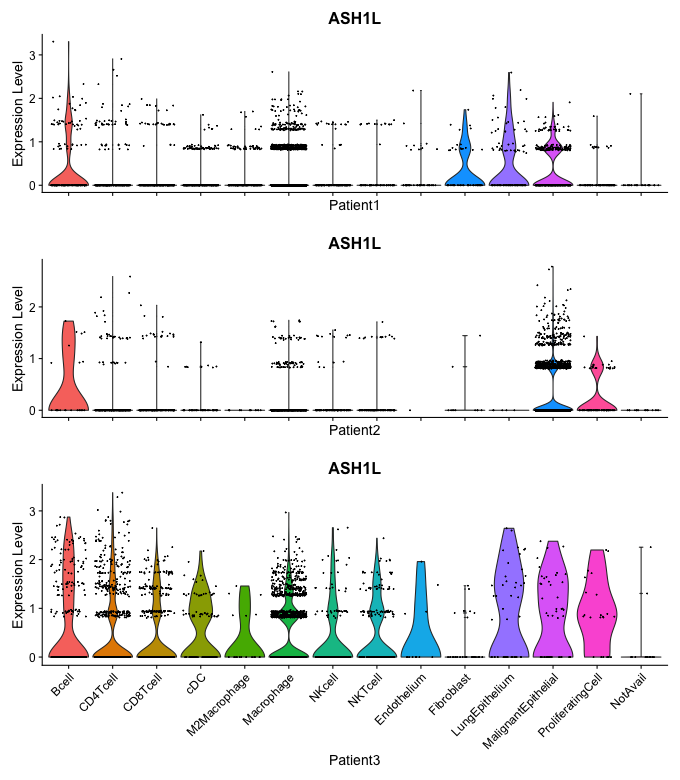 ASH1L
Expression Level
3
2
1
0
Patient1
ASH1L
Expression Level
2
1
0
Patient2
ASH1L
Expression Level
3
2
1
0
Bcell
CD4Tcell
CD8Tcell
cDC
M2Macrophage
Macrophage
NKcell
NKTcell
Endothelium
Fibroblast
LungEpithelium
MalignantEpithelial
ProliferatingCell
NotAvail
Patient3